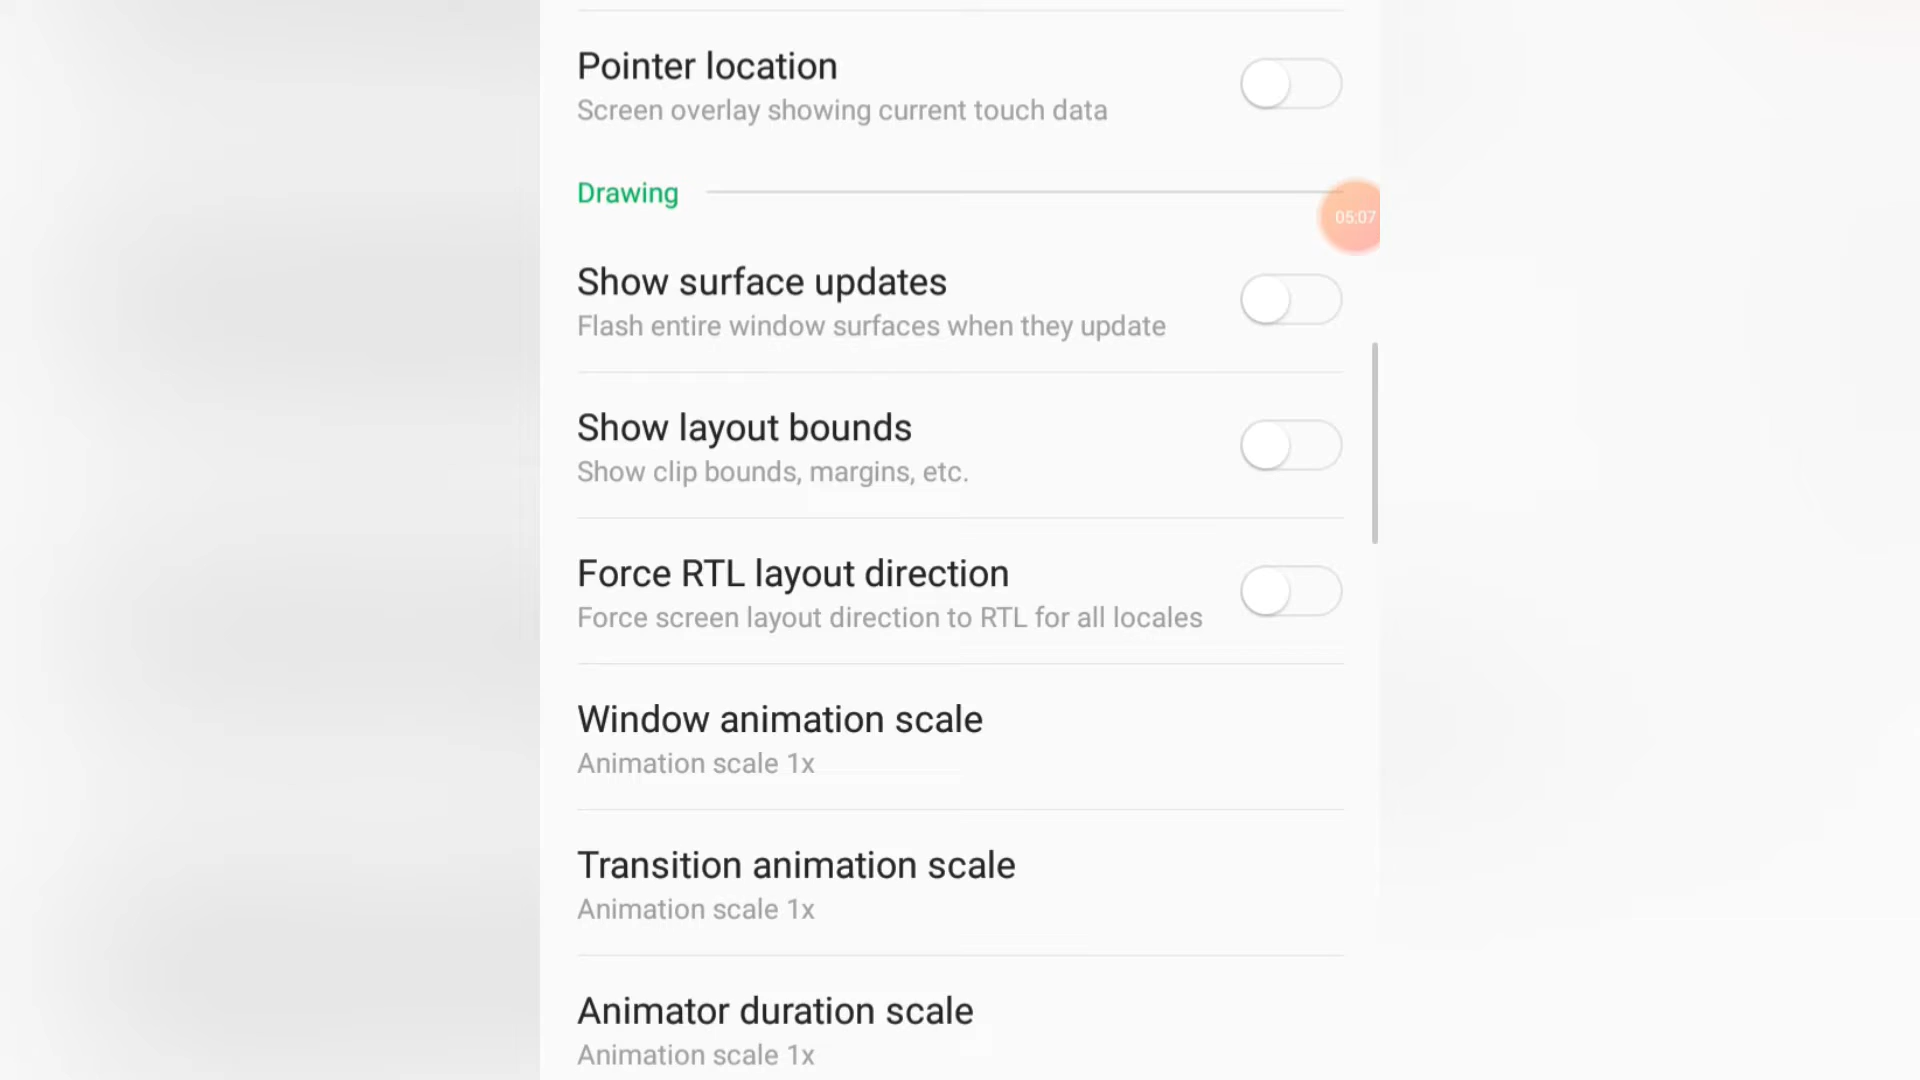 Pointer location
Screen overlay showing current touch data
Drawing
05:07
Show surface updates
Flash entire window surfaces when they update
Show layout bounds
Show clip bounds, margins, etc.
Force RTL layout direction
Force screen layout direction to RTL for all locales
Window animation scale
Animation scale 1x
Transition animation scale
Animation scale 1x
Animator duration scale
Animation scale 1x